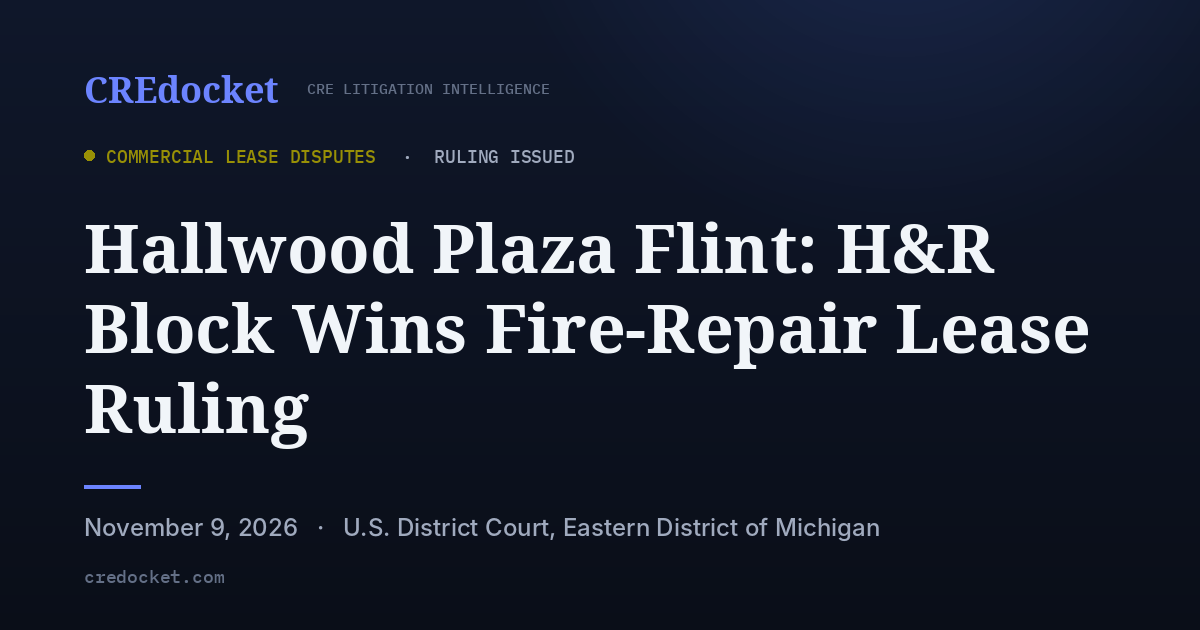 CREdocket CRE LITIGATION INTELLIGENCE
COMMERCIAL LEASE DISPUTES · RULING ISSUED
Hallwood Plaza Flint: H&R
Block Wins Fire-Repair Lease
Ruling
November 9, 2026 · U.S. District Court, Eastern District of Michigan
credocket.com